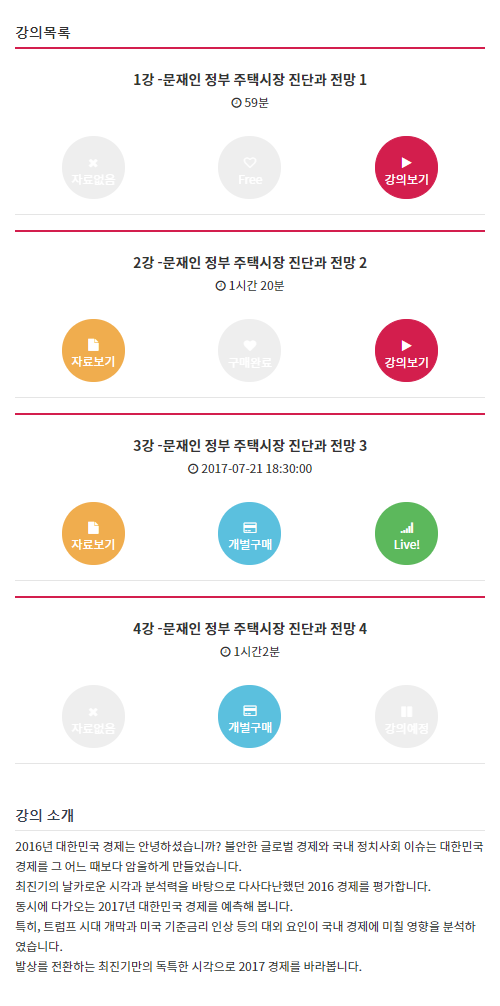 강의목록
1강 -문재인 정부 주택시장 진단과 전망 1
59분
자료없음
Free
강의보기
2강 -문재인 정부 주택시장 진단과 전망 2
1시간 20분
자료보기
구매완료
강의보기
3강 -문재인 정부 주택시장 진단과 전망 3
2017-07-21 18:30:00
자료보기
개별구매
Live!
4강 -문재인 정부 주택시장 진단과 전망 4
1시간2분
자료없음
개별구매
강의예정
강의 소개
2016년 대한민국 경제는 안녕하셨습니까? 불안한 글로벌 경제와 국내 정치사회 이슈는 대한민국
경제를 그 어느 때보다 암울하게 만들었습니다.
최진기의 날카로운 시각과 분석력을 바탕으로 다사다난했던 2016 경제를 평가합니다.
동시에 다가오는 2017년 대한민국 경제를 예측해 봅니다.
특히, 트럼프 시대 개막과 미국 기준금리 인상 등의 대외 요인이 국내 경제에 미칠 영향을 분석하
였습니다.
발상을 전환하는 최진기만의 독특한 시각으로 2017 경제를 바라봅니다.